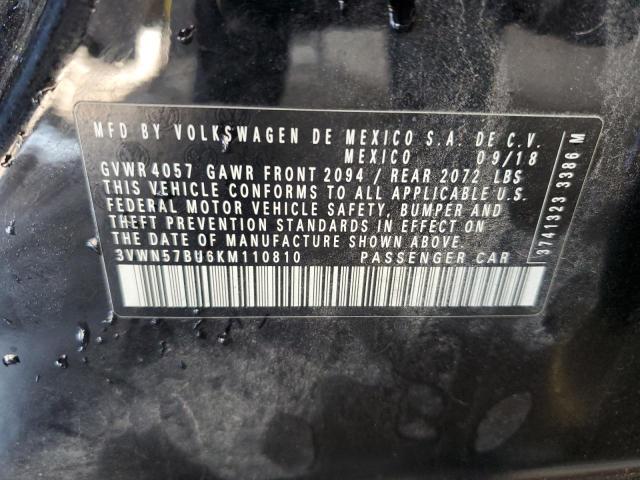 MFD BY VOLKSWAGEN DE MEXICO S.A. DE C.V.
MEXICO 09/18
GVWR 4057 GAWR FRONT 2094 / REAR 2072 LBS
THIS VEHICLE CONFORMS TO ALL APPLICABLE U.S.
FEDERAL MOTOR VEHICLE SAFETY, BUMPER AND
THEFT PREVENTION STANDARDS IN EFFECT ON
THE DATE OF MANUFACTURE SHOWN ABOVE
3VWN57BU6KM110810 PASSENGER CAR
3741323 3386 M